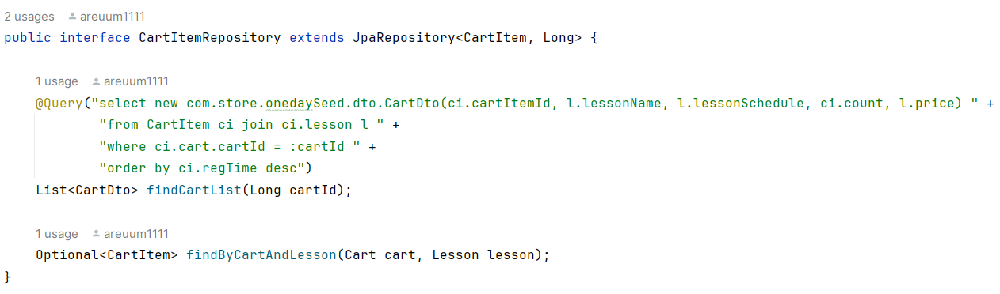 2 usages areuum1111
public interface CartItemRepository extends JpaRepository<CartItem, Long> {
1 usage areuum1111
@Query("select new com.store.onedaySeed.dto.CartDto(ci.cartItemId, l.lessonName, l.lessonSchedule, ci.count, l.price) " +
"from CartItem ci join ci.lesson l " +
"where ci.cart.cartId = :cartId " +
"order by ci.regTime desc")
List<CartDto> findCartList(Long cartId);
1 usage areuum1111
Optional<CartItem> findByCartAndLesson(Cart cart, Lesson lesson);
}